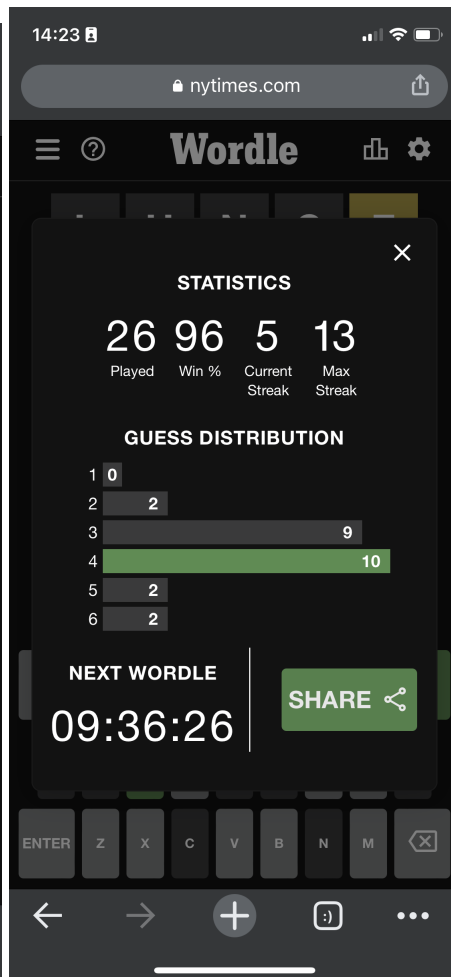 14:23
nytimes.com
Wordle
STATISTICS
26 96 5 13
Played Win % Current Max
Streak Streak
GUESS DISTRIBUTION
1 0
2 2
3 9
4 10
5 2
6 2
NEXT WORDLE
SHARE
09:36:26
ENTER Z X C V B N M
:)